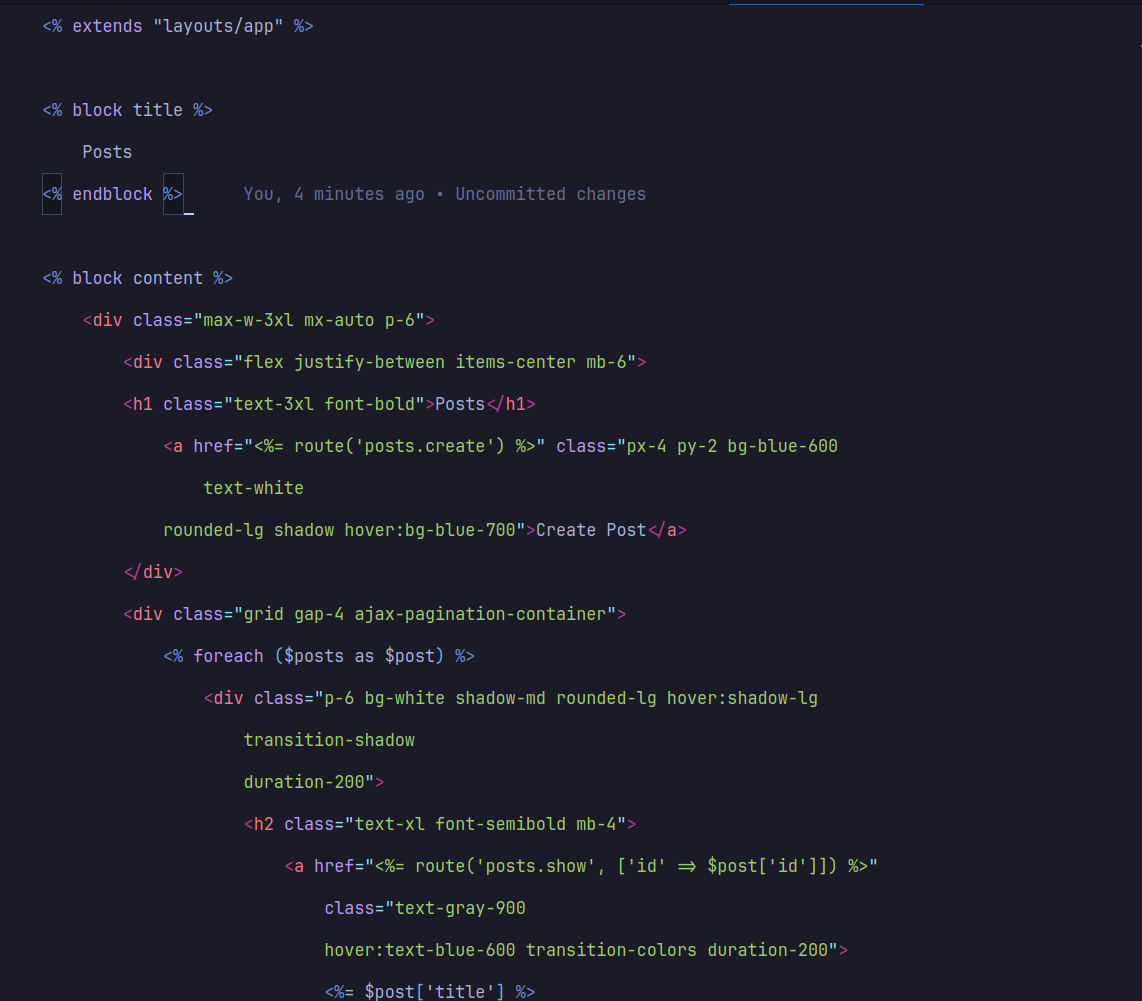 <% extends "layouts/app" %>
<% block title %>
Posts
<% endblock %> You, 4 minutes ago • Uncommitted changes
<% block content %>
<div class="max-w-3xl mx-auto p-6">
<div class="flex justify-between items-center mb-6">
<h1 class="text-3xl font-bold">Posts</h1>
<a href="<%= route('posts.create') %>" class="px-4 py-2 bg-blue-600
text-white
rounded-lg shadow hover:bg-blue-700">Create Post</a>
</div>
<div class="grid gap-4 ajax-pagination-container">
<% foreach ($posts as $post) %>
<div class="p-6 bg-white shadow-md rounded-lg hover:shadow-lg
transition-shadow
duration-200">
<h2 class="text-xl font-semibold mb-4">
<a href="<%= route('posts.show', ['id' => $post['id']]) %>"
class="text-gray-900
hover:text-blue-600 transition-colors duration-200">
<%= $post['title'] %>